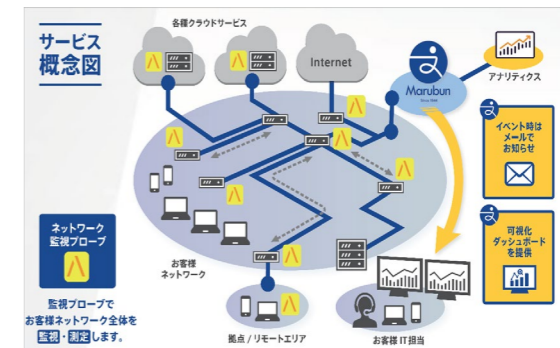 サービス
概念図
各種クラウドサービス
Internet
Marubun
アナリティクス
イベント時は
メールで
お知らせ
可視化
ダッシュボード
を提供
ネットワーク
監視プローブ
監視プローブで
お客様ネットワーク全体を
監視・測定します。
お客様
ネットワーク
拠点 / リモートエリア
お客様 IT担当